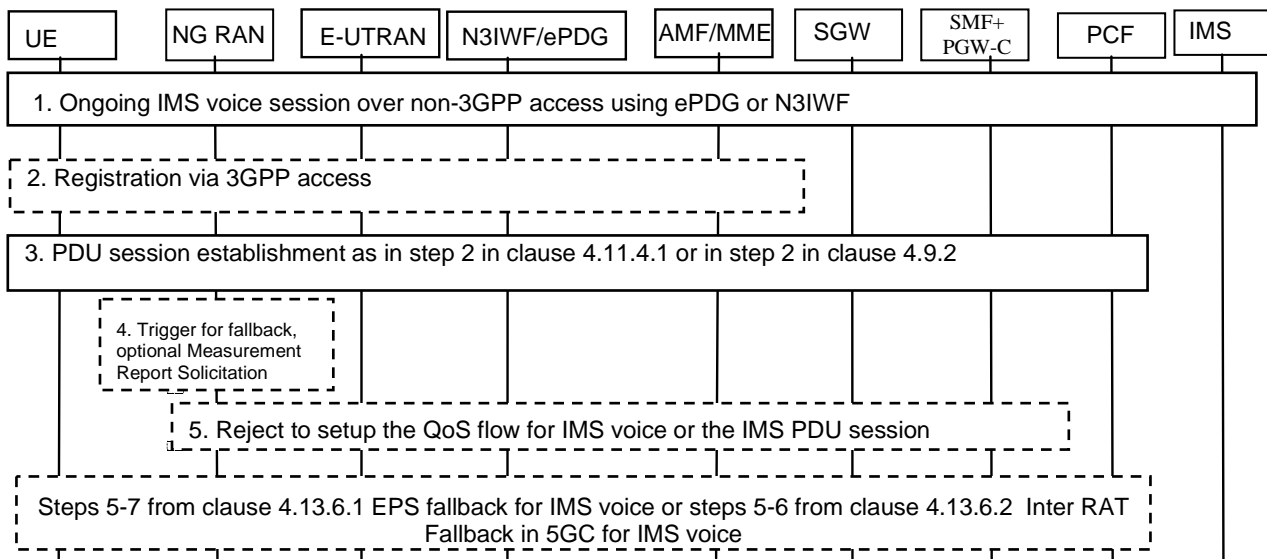 UE
NG RAN
E-UTRAN
N3IWF/ePDG
AMF/MME
SGW
SMF+
PGW-C
PCF
IMS
1. Ongoing IMS voice session over non-3GPP access using ePDG or N3IWF
2. Registration via 3GPP access
3. PDU session establishment as in step 2 in clause 4.11.4.1 or in step 2 in clause 4.9.2
4. Trigger for fallback,
optional Measurement
Report Solicitation
5. Reject to setup the QoS flow for IMS voice or the IMS PDU session
Steps 5-7 from clause 4.13.6.1 EPS fallback for IMS voice or steps 5-6 from clause 4.13.6.2 Inter RAT
Fallback in 5GC for IMS voice